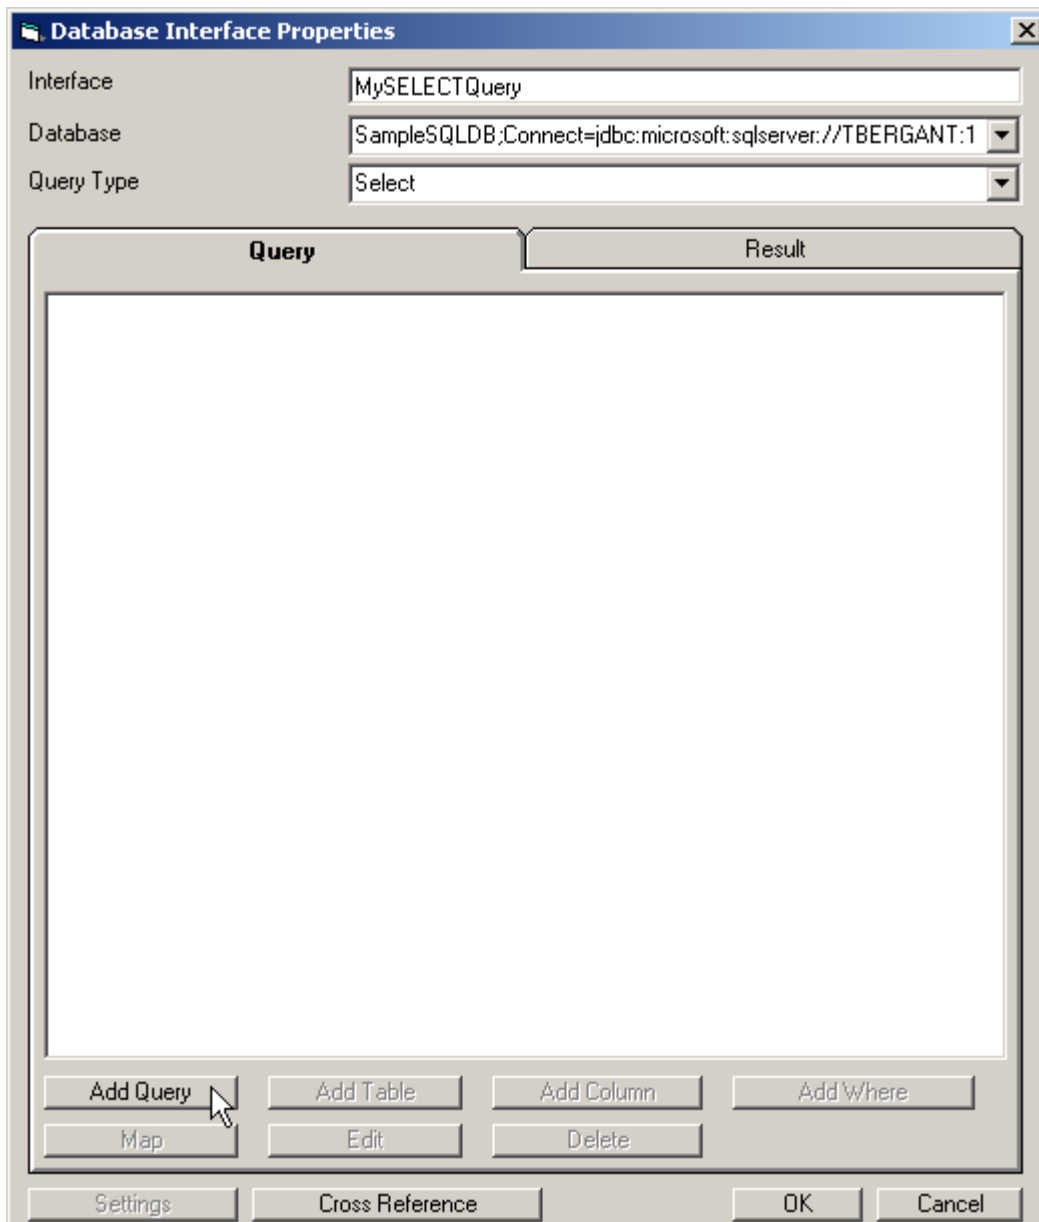 Database Interface Properties
Interface MySELECTQuery
Database SampleSQLDB;Connect=jdbc:microsoft:sqlserver://TBERGANT:1
Query Type Select
Query Result
Add Query Add Table Add Column Add Where
Map Edit Delete
Settings Cross Reference OK Cancel